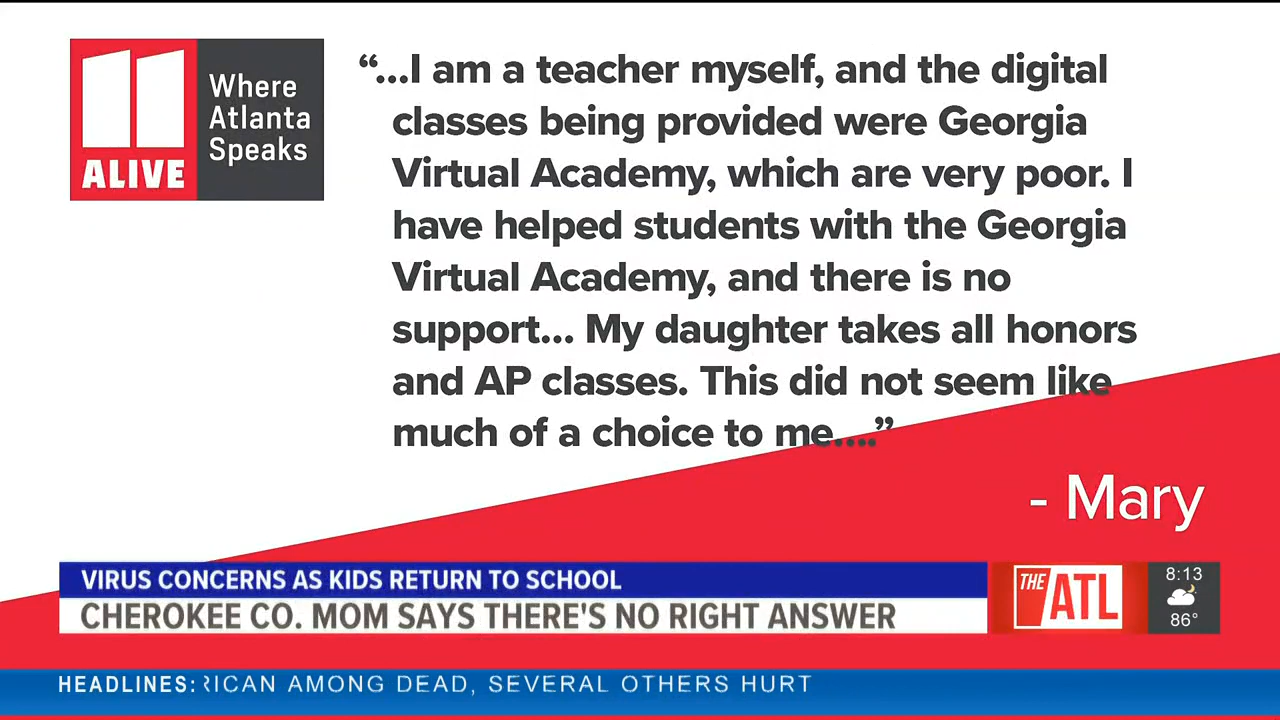 11
ALIVE
Where
Atlanta
Speaks
“...I am a teacher myself, and the digital
classes being provided were Georgia
Virtual Academy, which are very poor. I
have helped students with the Georgia
Virtual Academy, and there is no
support... My daughter takes all honors
and AP classes. This did not seem like
much of a choice to me....”
- Mary
VIRUS CONCERNS AS KIDS RETURN TO SCHOOL
CHEROKEE CO. MOM SAYS THERE'S NO RIGHT ANSWER
THE ATL
8:13
86°
HEADLINES: RICAN AMONG DEAD, SEVERAL OTHERS HURT